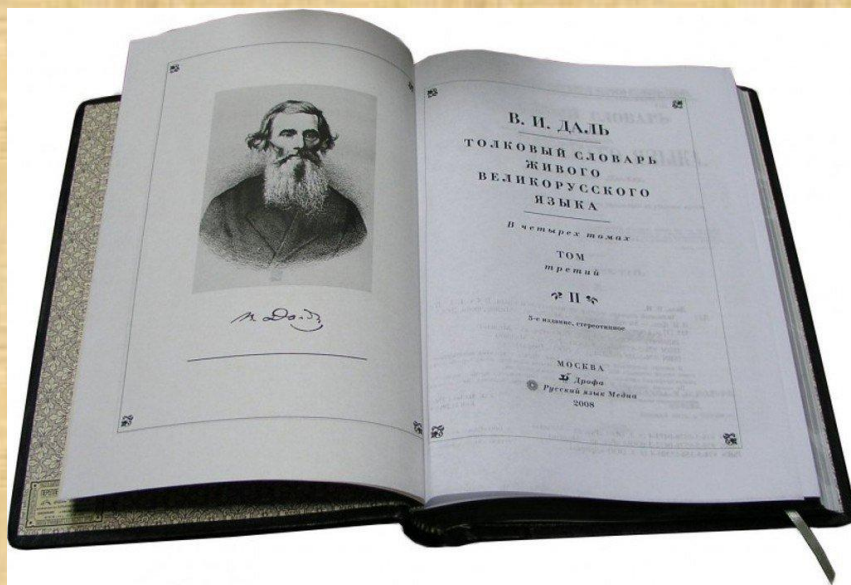 В. И. ДАЛЬ
ТОЛКОВЫЙ СЛОВАРЬ
ЖИВОГО
ВЕЛИКОРУССКОГО
ЯЗЫКА
В четырех томах
ТОМ
третий
П
5-е издание, стереотипное
МОСКВА
Дрофа
Русский язык Медиа
2008